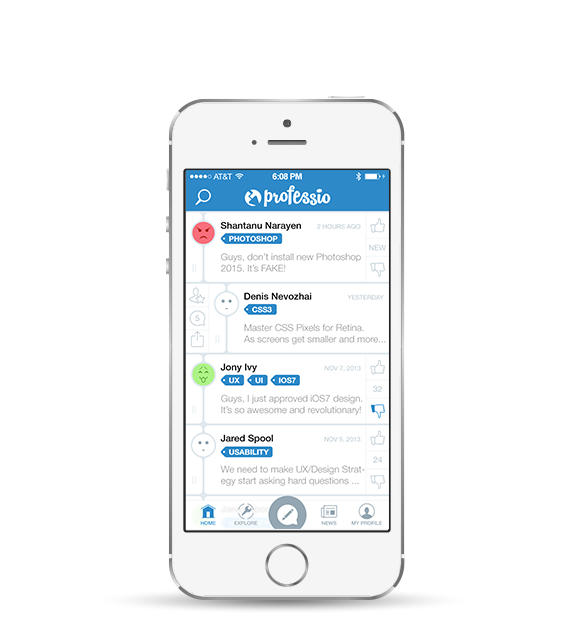 AT&T 6:08 PM
professio
Shantanu Narayen 2 HOURS AGO
PHOTOSHOP
NEW
Guys, don't install new Photoshop
2015. It's FAKE!
Denis Nevozhai YESTERDAY
CSS3
5
Master CSS Pixels for Retina.
As screens get smaller and more...
Jony Ivy NOV 7, 2013
UX UI IOS7
32
Guys, I just approved iOS7 design.
It's so awesome and revolutionary!
Jared Spool NOV 5, 2013
USABILITY
24
We need to make UX/Design Strat-
egy start asking hard questions ...
HOME EXPLORE NEWS MY PROFILE